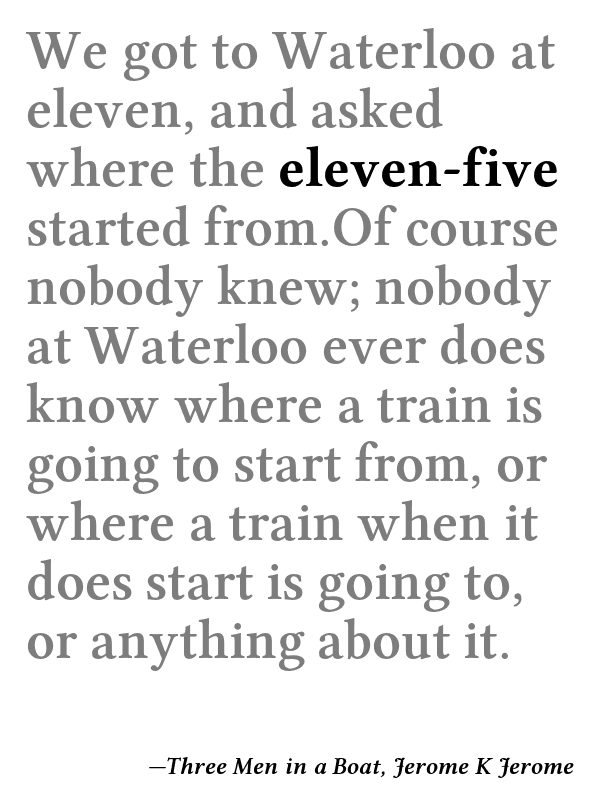 We got to Waterloo at
eleven, and asked
where the eleven-five
started from.Of course
nobody knew; nobody
at Waterloo ever does
know where a train is
going to start from, or
where a train when it
does start is going to,
or anything about it.
—Three Men in a Boat, Jerome K Jerome